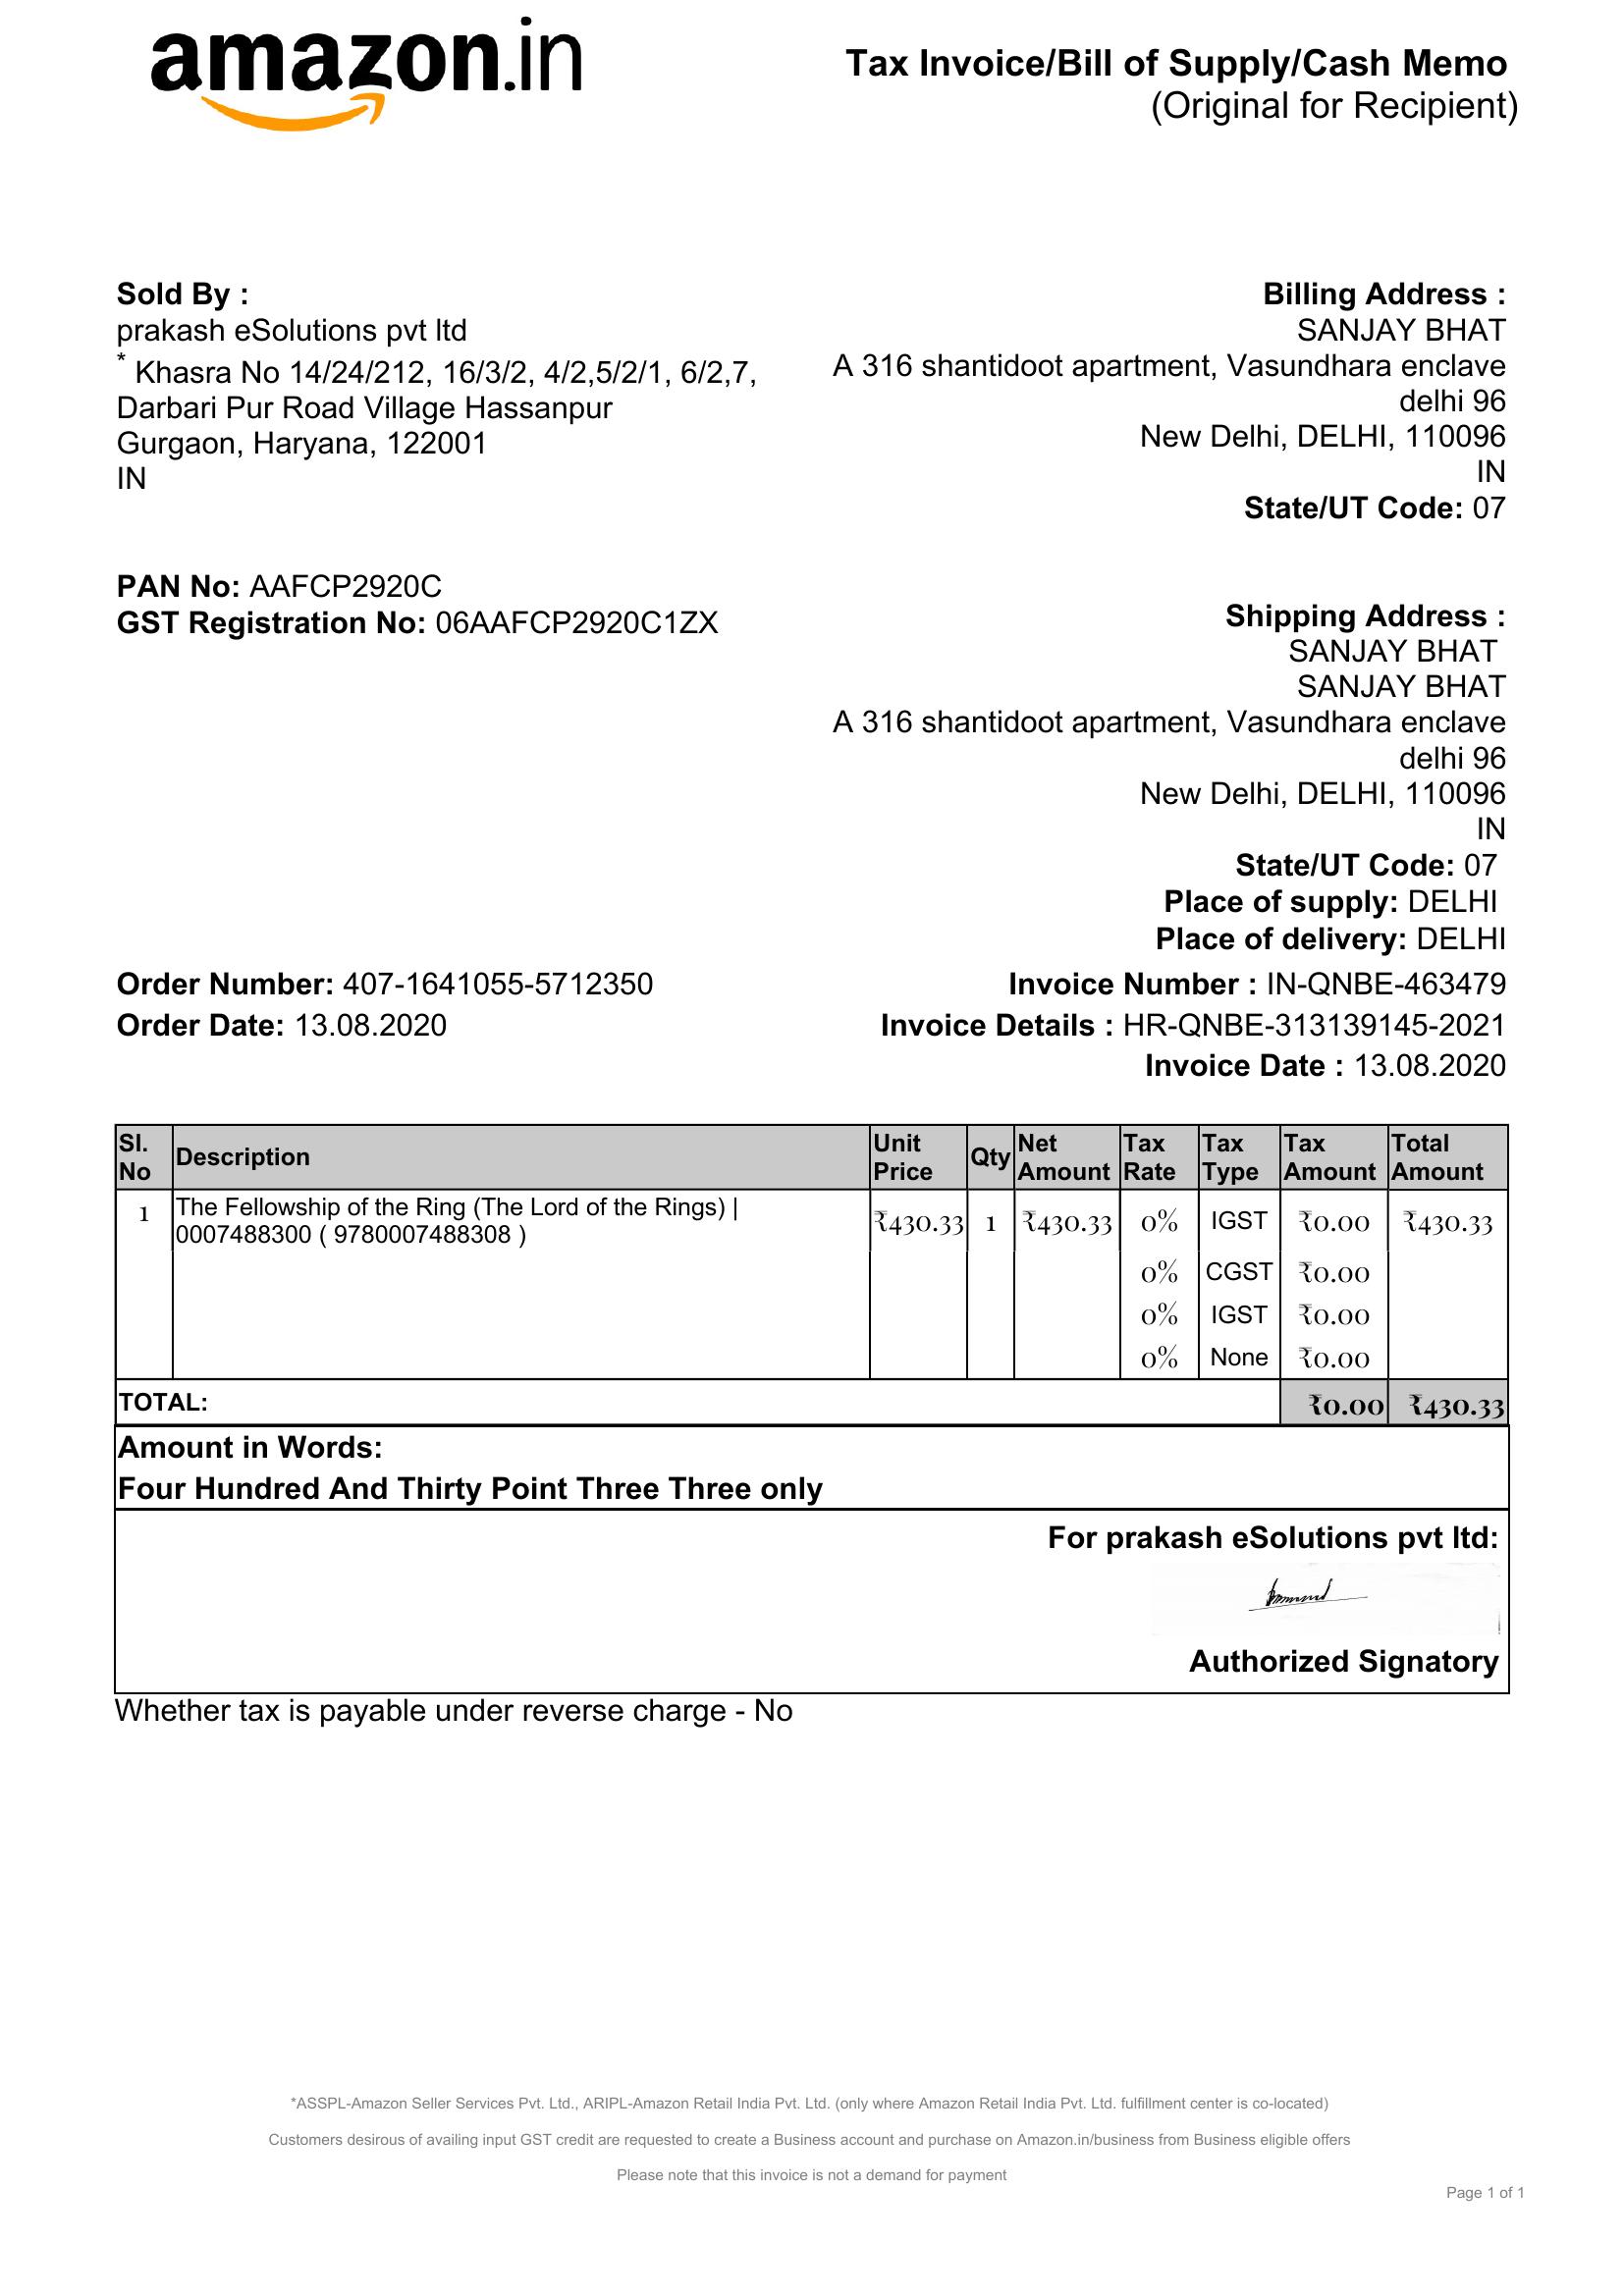 amazon.in
Tax Invoice/Bill of Supply/Cash Memo
(Original for Recipient)
Sold By :
prakash eSolutions pvt ltd
* Khasra No 14/24/212, 16/3/2, 4/2,5/2/1, 6/2,7,
Darbari Pur Road Village Hassanpur
Gurgaon, Haryana, 122001
IN
PAN No: AAFCP2920C
GST Registration No: 06AAFCP2920C1ZX
Billing Address :
SANJAY BHAT
A 316 shantidoot apartment, Vasundhara enclave
delhi 96
New Delhi, DELHI, 110096
IN
State/UT Code: 07
Shipping Address :
SANJAY BHAT
SANJAY BHAT
A 316 shantidoot apartment, Vasundhara enclave
delhi 96
New Delhi, DELHI, 110096
IN
State/UT Code: 07
Place of supply: DELHI
Place of delivery: DELHI
Order Number: 407-1641055-5712350
Order Date: 13.08.2020
Invoice Number : IN-QNBE-463479
Invoice Details : HR-QNBE-313139145-2021
Invoice Date : 13.08.2020
Sl. No Description Unit Price Qty Net Amount Tax Rate Tax Type Tax Amount Total Amount
1 The Fellowship of the Ring (The Lord of the Rings) | 0007488300 ( 9780007488308 ) ₹430.33 1 ₹430.33 0% IGST ₹0.00 ₹430.33
0% CGST ₹0.00
0% IGST ₹0.00
0% None ₹0.00
TOTAL: ₹0.00 ₹430.33
Amount in Words:
Four Hundred And Thirty Point Three Three only
For prakash eSolutions pvt ltd:
Authorized Signatory
Whether tax is payable under reverse charge - No
*ASSPL-Amazon Seller Services Pvt. Ltd., ARIPL-Amazon Retail India Pvt. Ltd. (only where Amazon Retail India Pvt. Ltd. fulfillment center is co-located)
Customers desirous of availing input GST credit are requested to create a Business account and purchase on Amazon.in/business from Business eligible offers
Please note that this invoice is not a demand for payment
Page 1 of 1